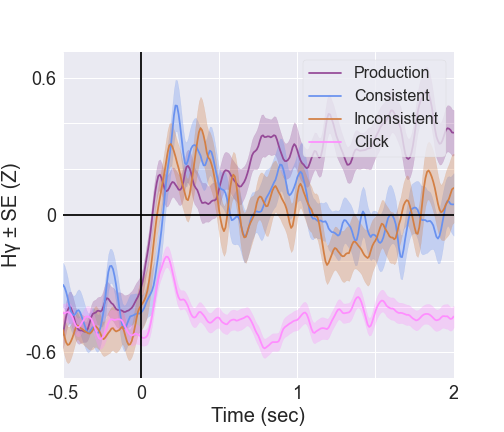 Production
Consistent
Inconsistent
Click
0.6
0
-0.6
Hγ ± SE (Z)
-0.5
0
1
2
Time (sec)